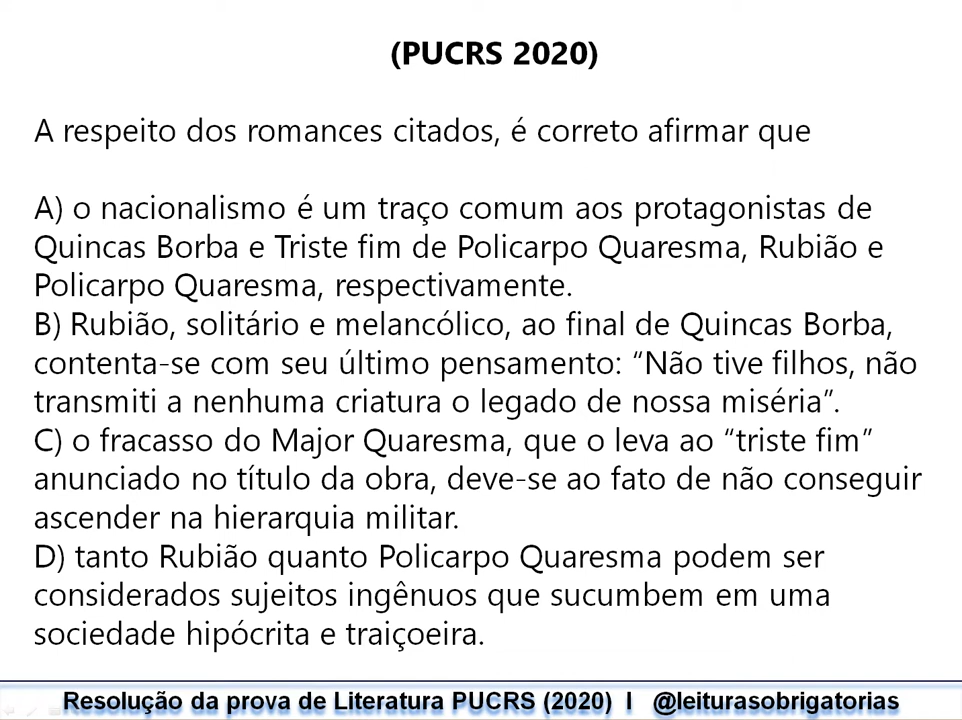 (PUCRS 2020)
A respeito dos romances citados, é correto afirmar que
A) o nacionalismo é um traço comum aos protagonistas de
Quincas Borba e Triste fim de Policarpo Quaresma, Rubião e
Policarpo Quaresma, respectivamente.
B) Rubião, solitário e melancólico, ao final de Quincas Borba,
contenta-se com seu último pensamento: “Não tive filhos, não
transmiti a nenhuma criatura o legado de nossa miséria”.
C) o fracasso do Major Quaresma, que o leva ao “triste fim”
anunciado no título da obra, deve-se ao fato de não conseguir
ascender na hierarquia militar.
D) tanto Rubião quanto Policarpo Quaresma podem ser
considerados sujeitos ingênuos que sucumbem em uma
sociedade hipócrita e traiçoeira.
Resolução da prova de Literatura PUCRS (2020) I @leiturasobrigatorias